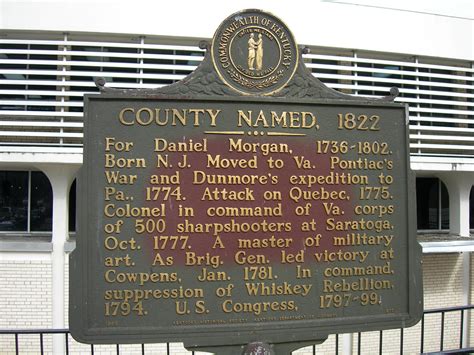 COMMONWEALTH OF KENTUCKY
COUNTY NAMED, 1822
For Daniel Morgan, 1736-1802.
Born N.J. Moved to Va. Pontiac's
War and Dunmore's expedition to
Pa., 1774. Attack on Quebec, 1775.
Colonel in command of Va. corps
of 500 sharpshooters at Saratoga,
Oct. 1777. A master of military
art. As Brig. Gen. led victory at
Cowpens, Jan. 1781. In command,
suppression of Whiskey Rebellion,
1794. U.S. Congress, 1797-99.